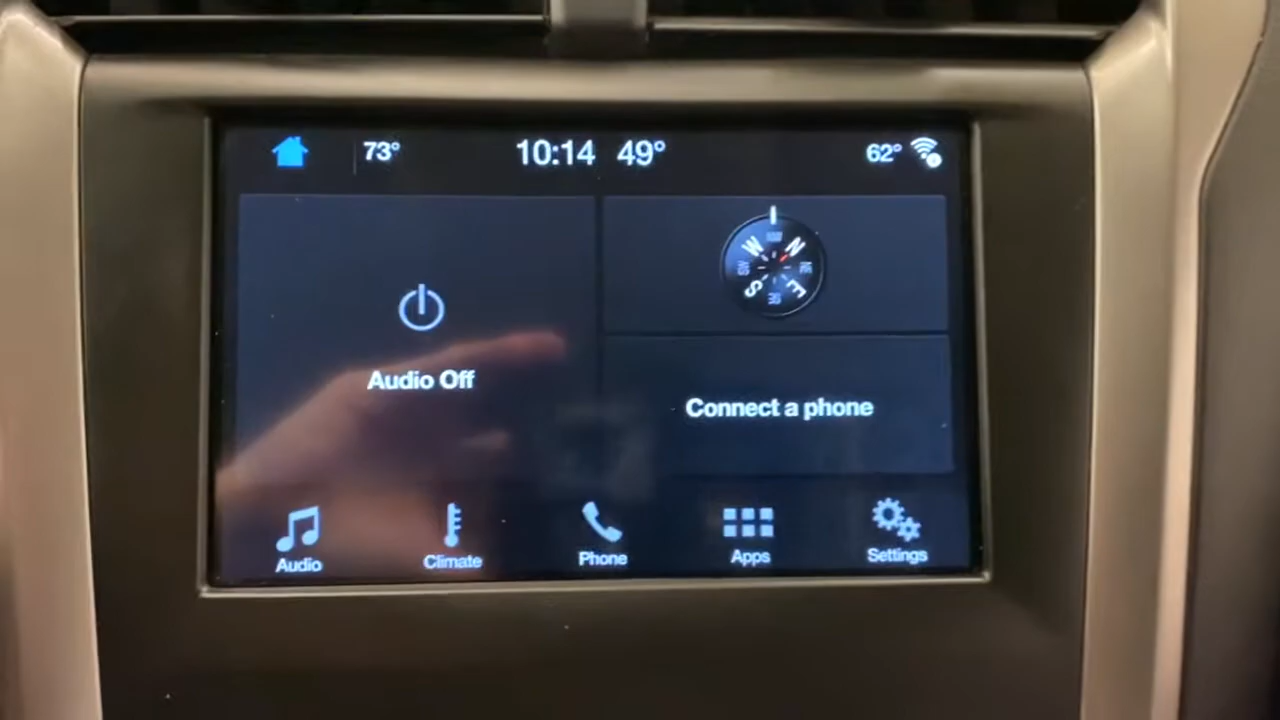 73° 10:14 49° 62°
W N
S E
Audio Off
Connect a phone
Audio Climate Phone Apps Settings